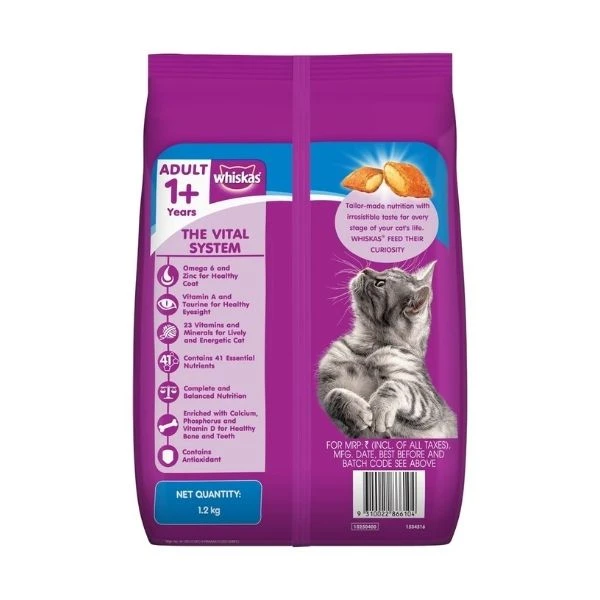 ADULT
1+
Years
whiskas
THE VITAL
SYSTEM
Omega 6 and
Zinc for Healthy
Coat
Vitamin A and
Taurine for Healthy
Eyesight
23 Vitamins and
Minerals for Lively
and Energetic Cat
41
Contains 41 Essential
Nutrients
Complete and
Balanced Nutrition
Enriched with Calcium,
Phosphorus and
Vitamin D for Healthy
Bone and Teeth
Contains
Antioxidant
NET QUANTITY:
1.2 kg
Tailor-made nutrition with
irresistible taste for every
stage of your cat's life.
WHISKAS® FEED THEIR
CURIOSITY
FOR MRP: ₹ (INCL. OF ALL TAXES),
MFG. DATE, BEST BEFORE AND
BATCH CODE SEE ABOVE
9 310022 866104